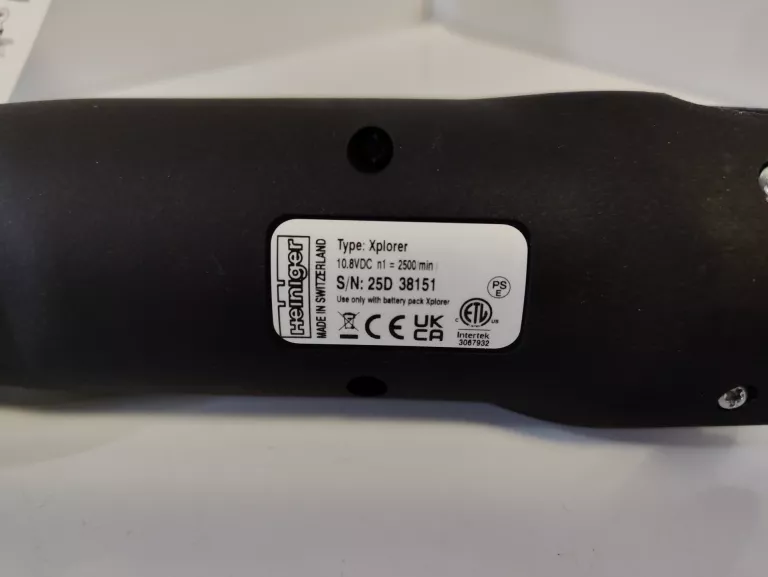 Heiniger
MADE IN SWITZERLAND
Type: Xplorer
10.8VDC n1 = 2500/min
S/N: 25D 38151
Use only with battery pack Xplorer
PS
E
CE UK
CA
C ETL US
Intertek
3067932